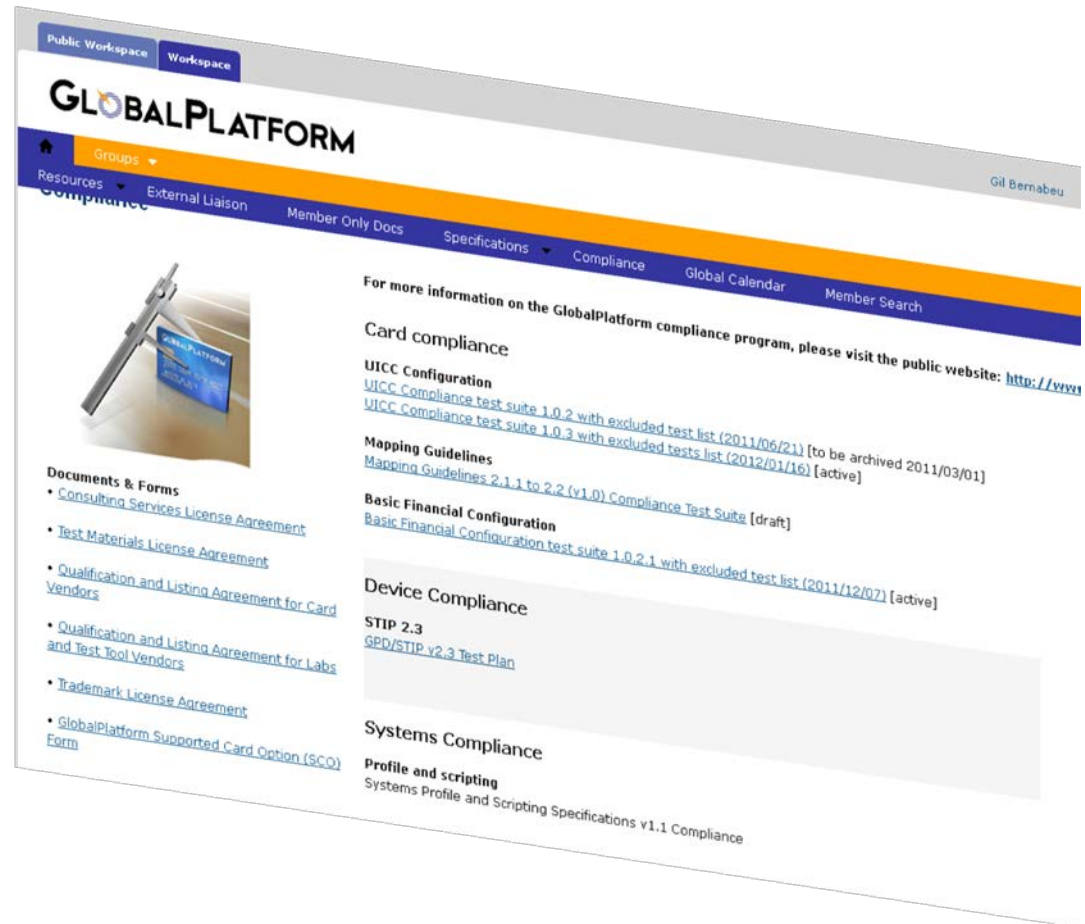 Public Workspace
Workspace
GLOBALPLATFORM
Gil Bernabeu
Groups
Resources
External Liaison
Member Only Docs
Specifications
Compliance
Global Calendar
Member Search
Compliance
For more information on the GlobalPlatform compliance program, please visit the public website: http://www
Card compliance
UICC Configuration
UICC Compliance test suite 1.0.2 with excluded test list (2011/06/21) [to be archived 2011/03/01]
UICC Compliance test suite 1.0.3 with excluded tests list (2012/01/16) [active]
Mapping Guidelines
Mapping Guidelines 2.1.1 to 2.2 (v1.0) Compliance Test Suite [draft]
Basic Financial Configuration
Basic Financial Configuration test suite 1.0.2.1 with excluded test list (2011/12/07) [active]
Device Compliance
STIP 2.3
GPD/STIP v2.3 Test Plan
Systems Compliance
Profile and scripting
Systems Profile and Scripting Specifications v1.1 Compliance
GLOBALPLATFORM
Documents & Forms
• Consulting Services License Agreement
• Test Materials License Agreement
• Qualification and Listing Agreement for Card
Vendors
• Qualification and Listing Agreement for Labs
and Test Tool Vendors
• Trademark License Agreement
• GlobalPlatform Supported Card Option (SCO)
Form